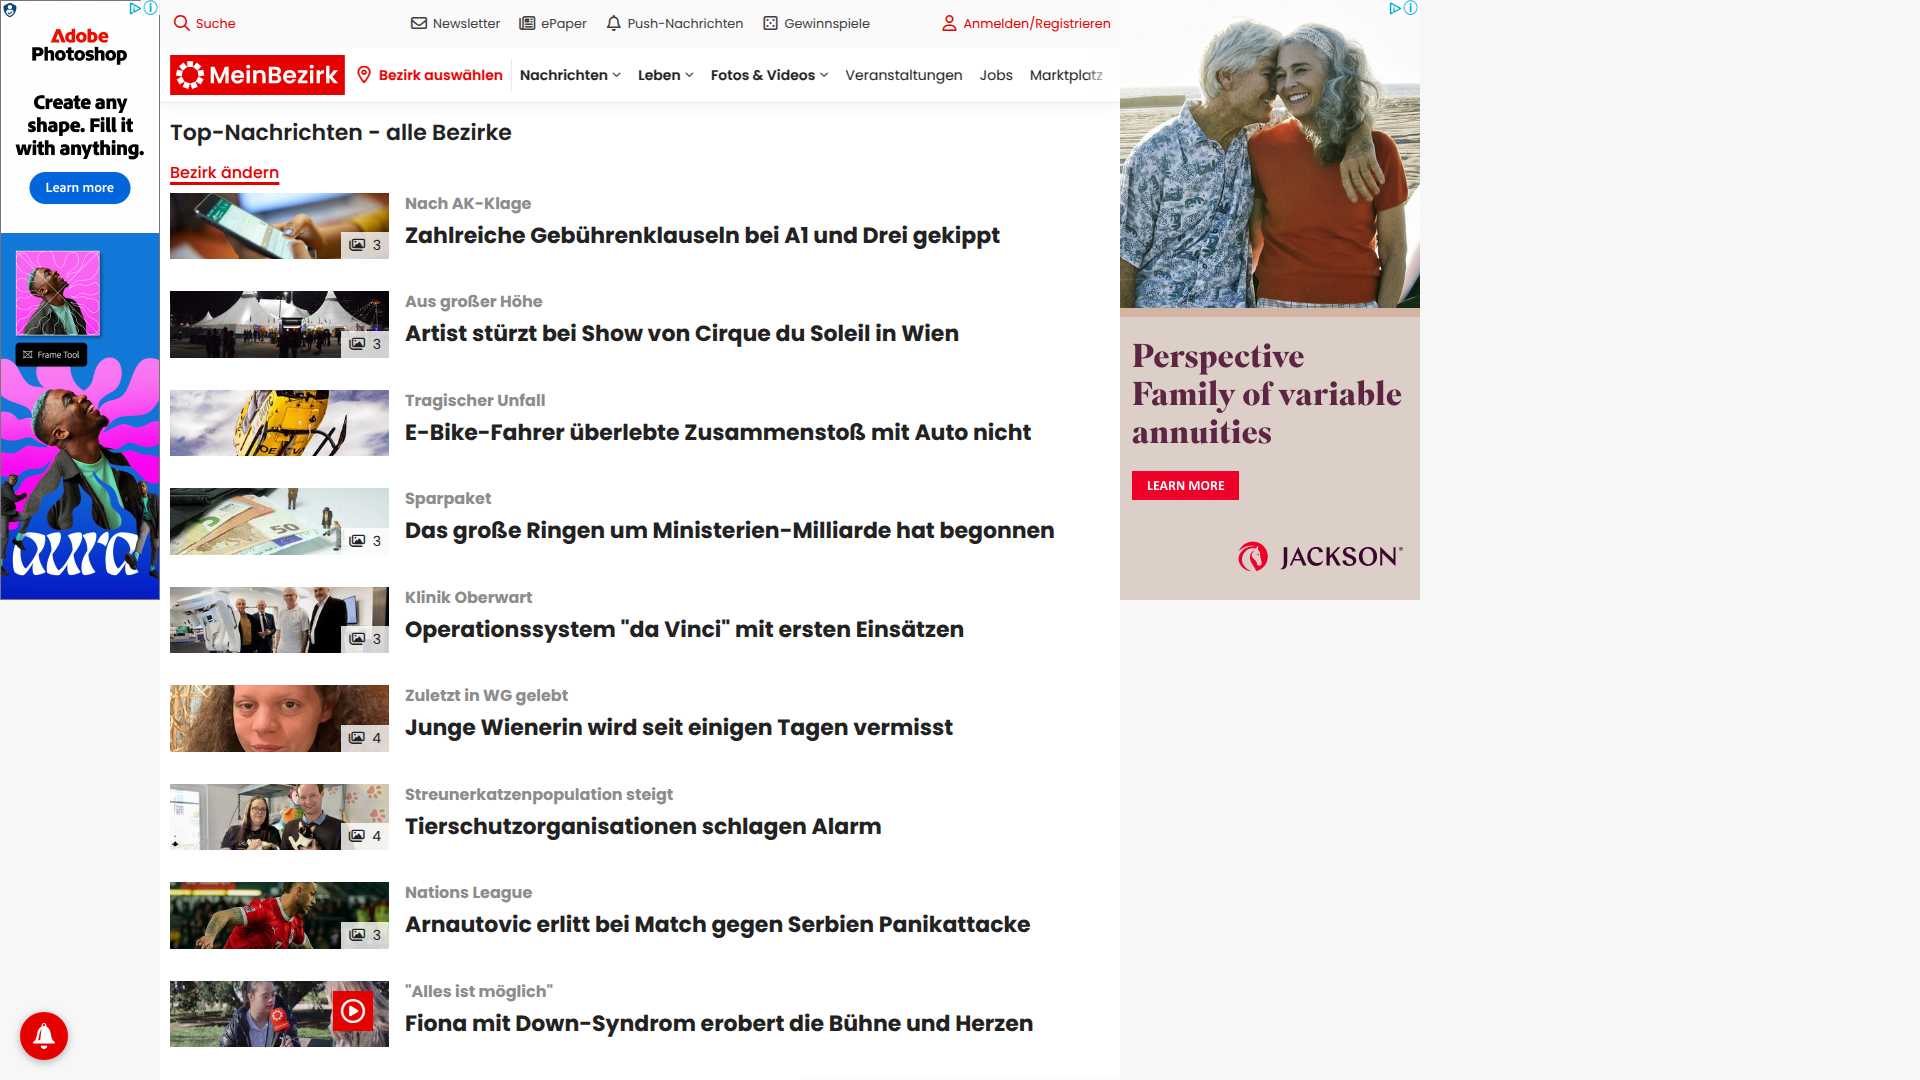 Suche
Newsletter
ePaper
Push-Nachrichten
Gewinnspiele
Anmelden/Registrieren
MeinBezirk
Bezirk auswählen
Nachrichten
Leben
Fotos & Videos
Veranstaltungen
Jobs
Marktplatz
Adobe
Photoshop
Create any
shape. Fill it
with anything.
Learn more
Frame Tool
aura
Top-Nachrichten - alle Bezirke
Bezirk ändern
3
Nach AK-Klage
Zahlreiche Gebührenklauseln bei A1 und Drei gekippt
3
Aus großer Höhe
Artist stürzt bei Show von Cirque du Soleil in Wien
Tragischer Unfall
E-Bike-Fahrer überlebte Zusammenstoß mit Auto nicht
50
3
Sparpaket
Das große Ringen um Ministerien-Milliarde hat begonnen
3
Klinik Oberwart
Operationssystem "da Vinci" mit ersten Einsätzen
4
Zuletzt in WG gelebt
Junge Wienerin wird seit einigen Tagen vermisst
4
Streunerkatzenpopulation steigt
Tierschutzorganisationen schlagen Alarm
3
Nations League
Arnautovic erlitt bei Match gegen Serbien Panikattacke
"Alles ist möglich"
Fiona mit Down-Syndrom erobert die Bühne und Herzen
Perspective
Family of variable
annuities
LEARN MORE
JACKSON®